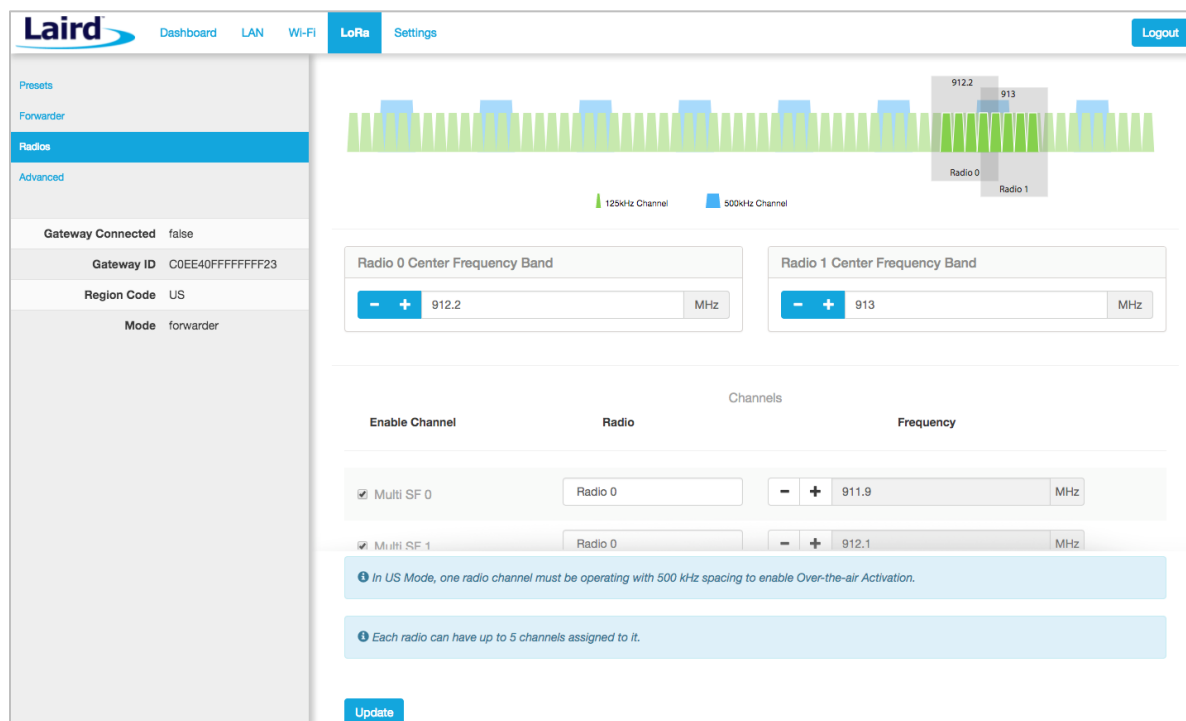 Laird Dashboard LAN Wi-Fi LoRa Settings Logout
Presets
Forwarder
Radios
Advanced
Gateway Connected false
Gateway ID C0EE40FFFFFFFF23
Region Code US
Mode forwarder
912.2
913
Radio 0
Radio 1
125kHz Channel 500kHz Channel
Radio 0 Center Frequency Band Radio 1 Center Frequency Band
912.2 MHz 913 MHz
Channels
Enable Channel Radio Frequency
Multi SF 0 Radio 0 911.9 MHz
Multi SF 1 Radio 0 912.1 MHz
In US Mode, one radio channel must be operating with 500 kHz spacing to enable Over-the-air Activation.
Each radio can have up to 5 channels assigned to it.
Update